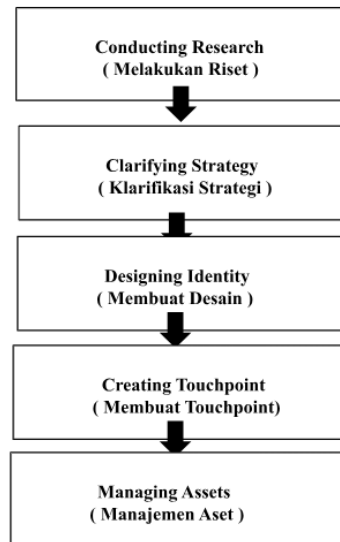 Conducting Research
( Melakukan Riset )
Clarifying Strategy
( Klarifikasi Strategi )
Designing Identity
( Membuat Desain )
Creating Touchpoint
( Membuat Touchpoint)
Managing Assets
( Manajemen Aset )